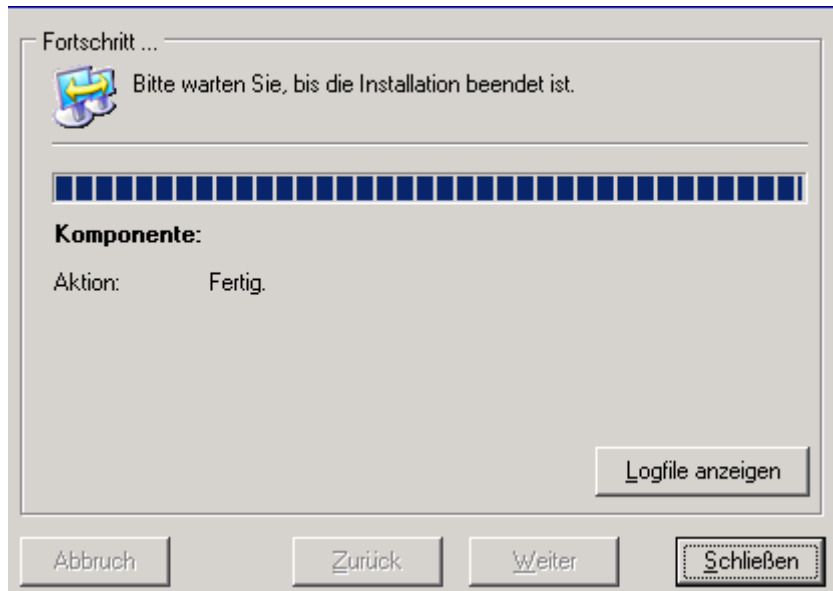 Fortschritt ...
Bitte warten Sie, bis die Installation beendet ist.
Komponente:
Aktion: Fertig.
Logfile anzeigen
Abbruch Zurück Weiter Schließen